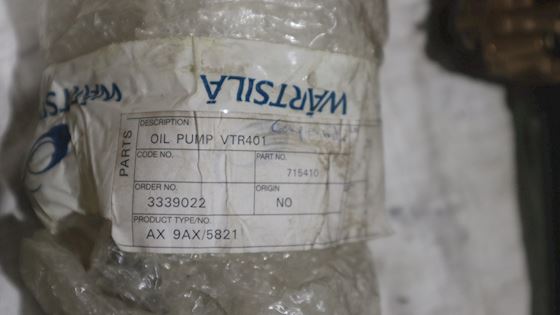 WÄRTSILÄ
PARTS
DESCRIPTION
OIL PUMP VTR401
CODE NO.
PART NO.
715410
ORDER NO.
3339022
ORIGIN
NO
PRODUCT TYPE/NO.
AX 9AX/5821